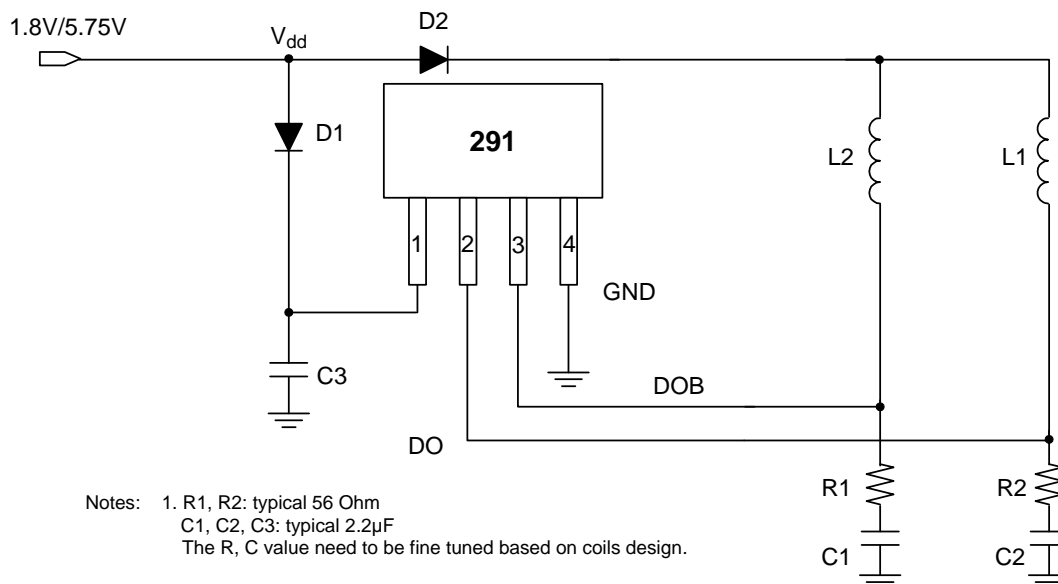 1.8V/5.75V
Vdd
D2
D1
291
L2
L1
1
2
3
4
GND
C3
DOB
DO
R1
R2
C1
C2
Notes: 1. R1, R2: typical 56 Ohm
C1, C2, C3: typical 2.2µF
The R, C value need to be fine tuned based on coils design.